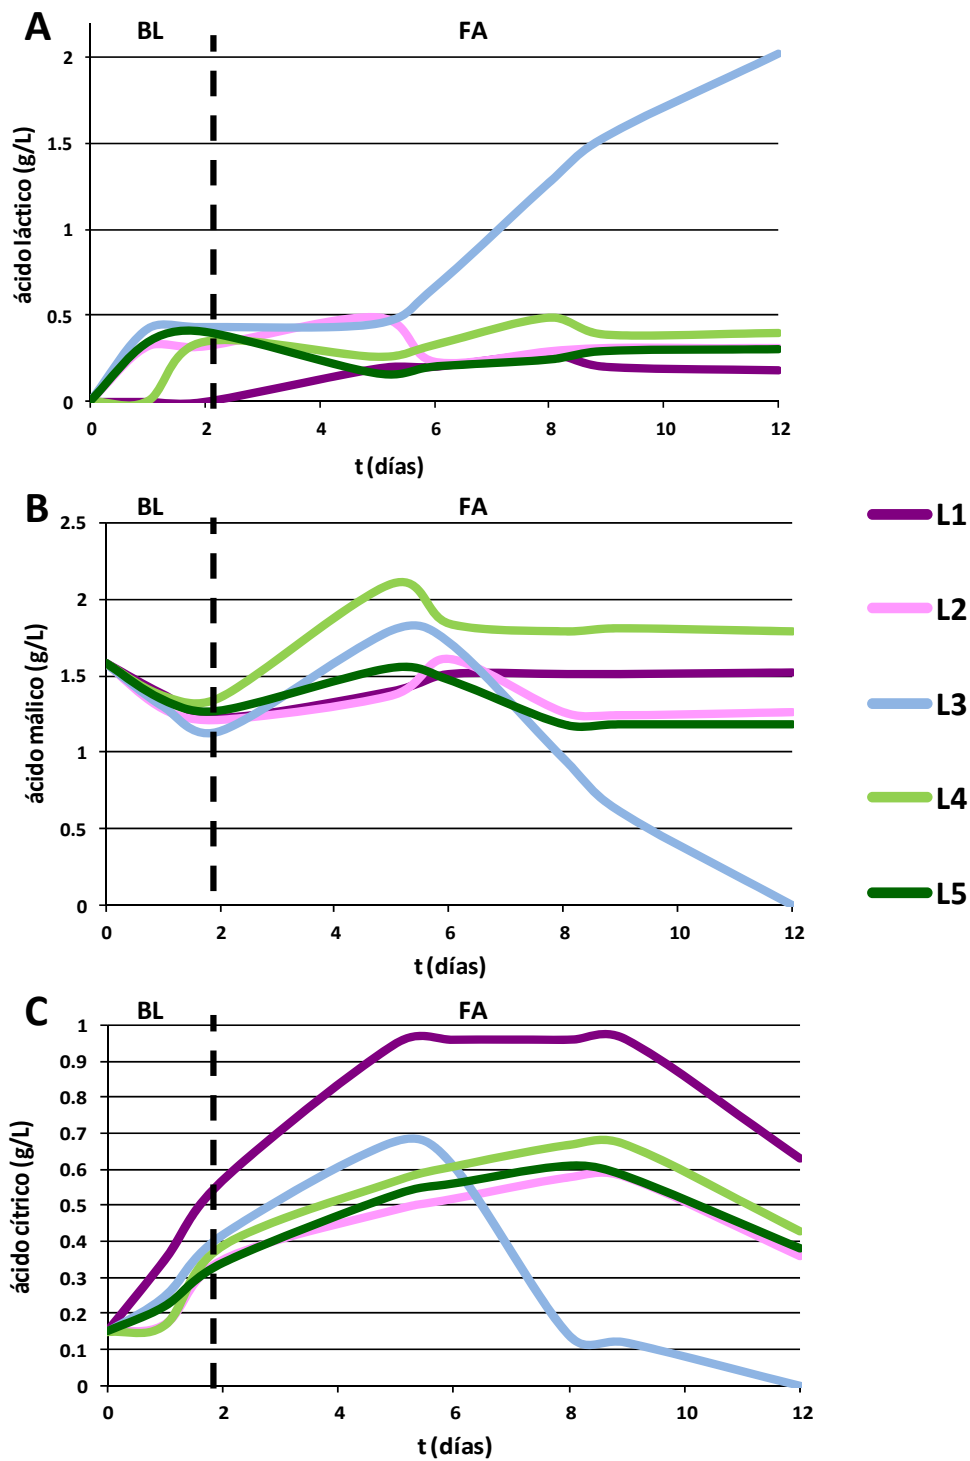 A
BL
FA
ácido láctico (g/L)
2
1.5
1
0.5
0
0 2 4 6 8 10 12
t (días)
B
BL
FA
ácido málico (g/L)
2.5
2
1.5
1
0.5
0
0 2 4 6 8 10 12
t (días)
L1
L2
L3
L4
L5
C
BL
FA
ácido cítrico (g/L)
1
0.9
0.8
0.7
0.6
0.5
0.4
0.3
0.2
0.1
0
0 2 4 6 8 10 12
t (días)